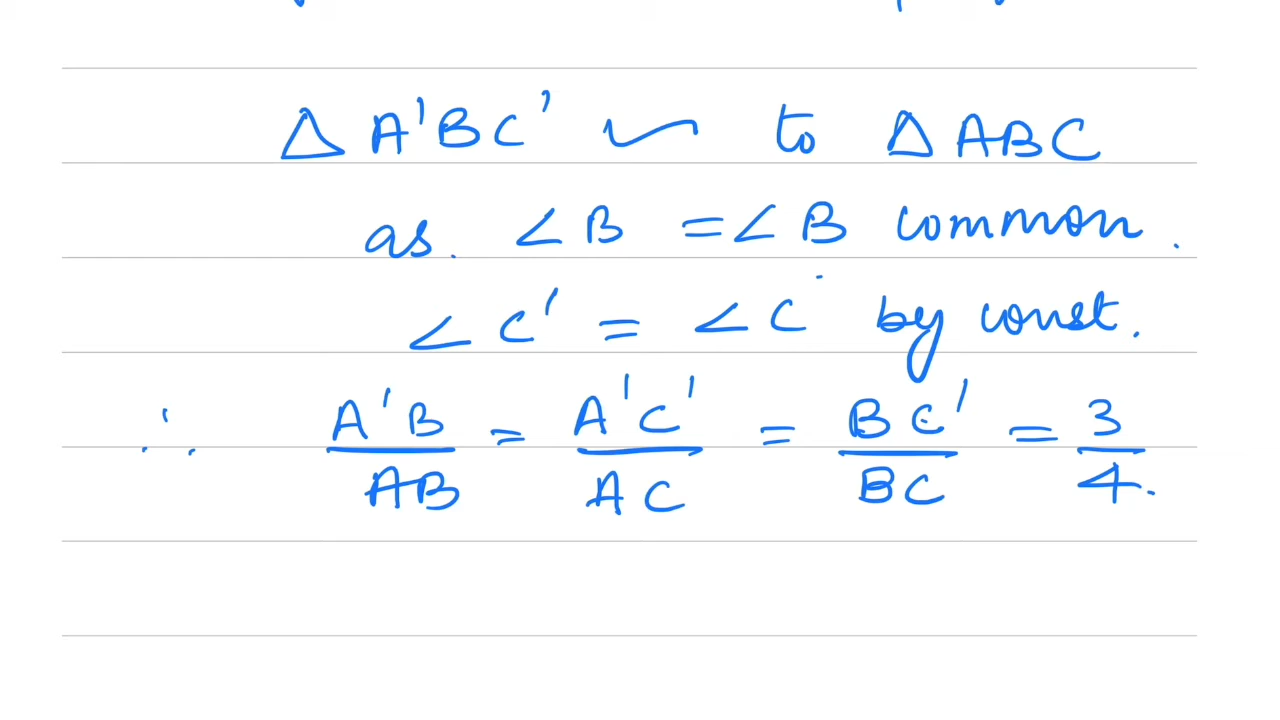 △ A'BC' ∽ to △ ABC
as. ∠B = ∠B common.
∠C' = ∠C by const.
∴ A'B/AB = A'C'/AC = BC'/BC = 3/4.